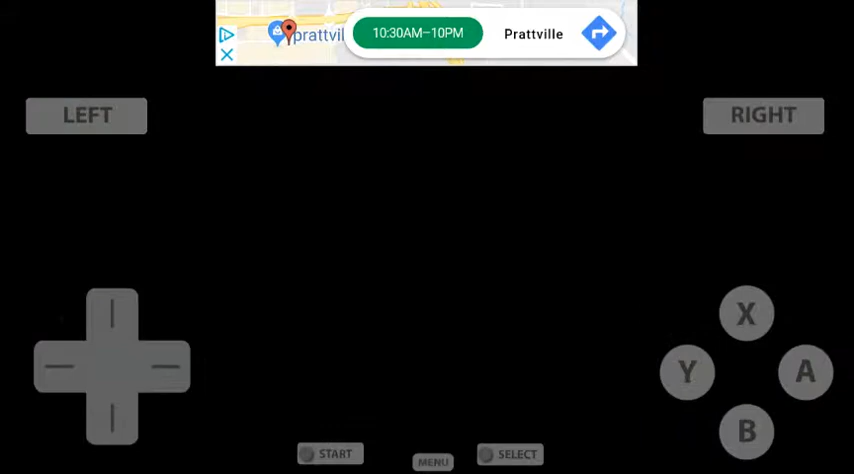 prattvil
10:30AM–10PM
Prattville
LEFT
RIGHT
X
Y
A
B
START
SELECT
MENU